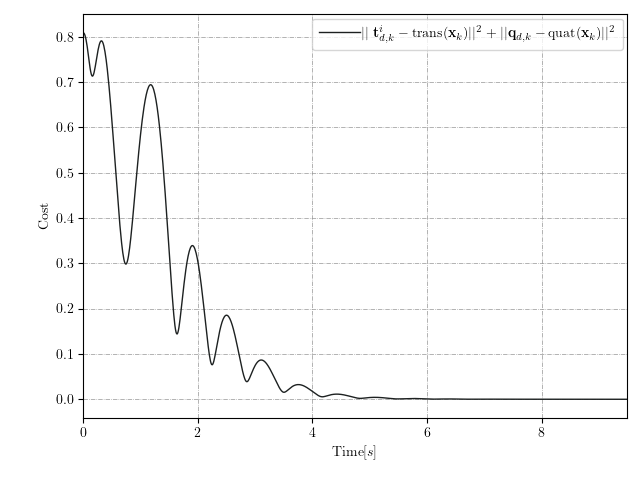 || t^i_{d,k} − trans(x_k)||² + ||q_{d,k} − quat(x_k)||²
0.8
0.7
0.6
0.5
0.4
0.3
0.2
0.1
0.0
Cost
0 2 4 6 8
Time[s]